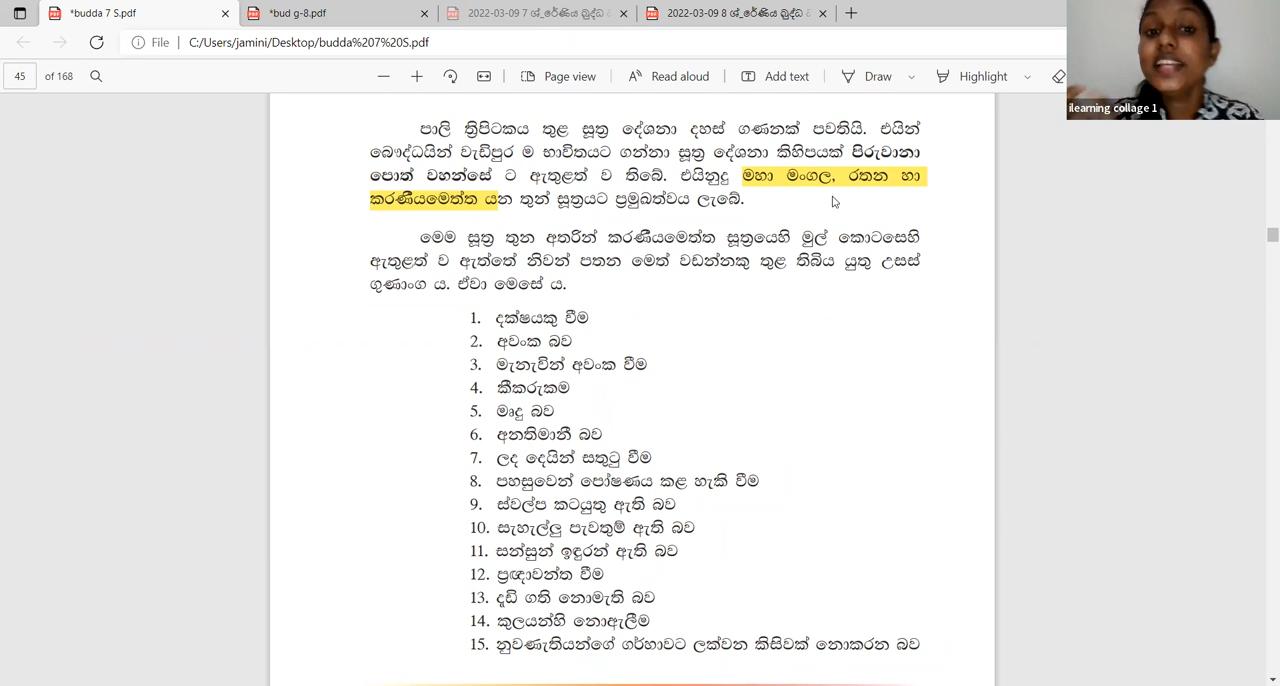 *budda 7 S.pdf
*bud g-8.pdf
2022-03-09 7 ශ්_රේණිය බුද්ධ
2022-03-09 8 ශ්_රේණිය බුද්ධ
File
C:/Users/jamini/Desktop/budda%207%20S.pdf
45 of 168
Page view
Read aloud
Add text
Draw
Highlight
ilearning collage 1
පාලි ත්‍රිපිටකය තුළ සූත්‍ර දේශනා දහස් ගණනක් පවතියි. එයින්
බෞද්ධයින් වැඩිපුර ම භාවිතයට ගන්නා සූත්‍ර දේශනා කිහිපයක් පිරුවානා
පොත් වහන්සේ ට ඇතුළත් ව තිබේ. එයිනුදු මහා මංගල, රතන හා
කරණීයමෙත්ත යන තුන් සූත්‍රයට ප්‍රමුඛත්වය ලැබේ.
මෙම සූත්‍ර තුන අතරින් කරණීයමෙත්ත සූත්‍රයෙහි මුල් කොටසෙහි
ඇතුළත් ව ඇත්තේ නිවන් පතන මෙත් වඩන්නකු තුළ තිබිය යුතු උසස්
ගුණාංග ය. ඒවා මෙසේ ය.
1. දක්ෂයකු වීම
2. අවංක බව
3. මැනැවින් අවංක වීම
4. කීකරුකම
5. මෘදු බව
6. අනතිමානී බව
7. ලද දෙයින් සතුටු වීම
8. පහසුවෙන් පෝෂණය කළ හැකි වීම
9. ස්වල්ප කටයුතු ඇති බව
10. සැහැල්ලු පැවතුම් ඇති බව
11. සන්සුන් ඉඳුරන් ඇති බව
12. ප්‍රඥාවන්ත වීම
13. දැඩි ගති නොමැති බව
14. කුලයන්හි නොඇලීම
15. නුවණැතියන්ගේ ගර්හාවට ලක්වන කිසිවක් නොකරන බව